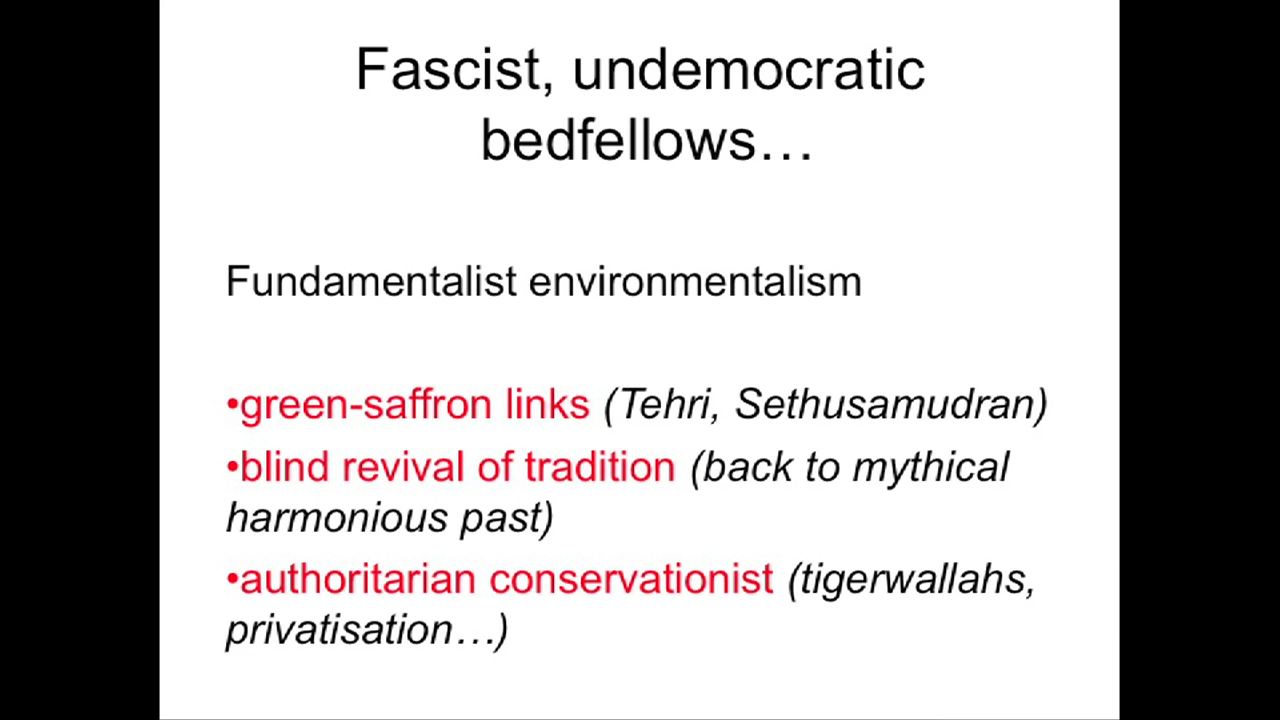 Fascist, undemocratic
bedfellows…
Fundamentalist environmentalism
•green-saffron links (Tehri, Sethusamudran)
•blind revival of tradition (back to mythical
harmonious past)
•authoritarian conservationist (tigerwallahs,
privatisation…)